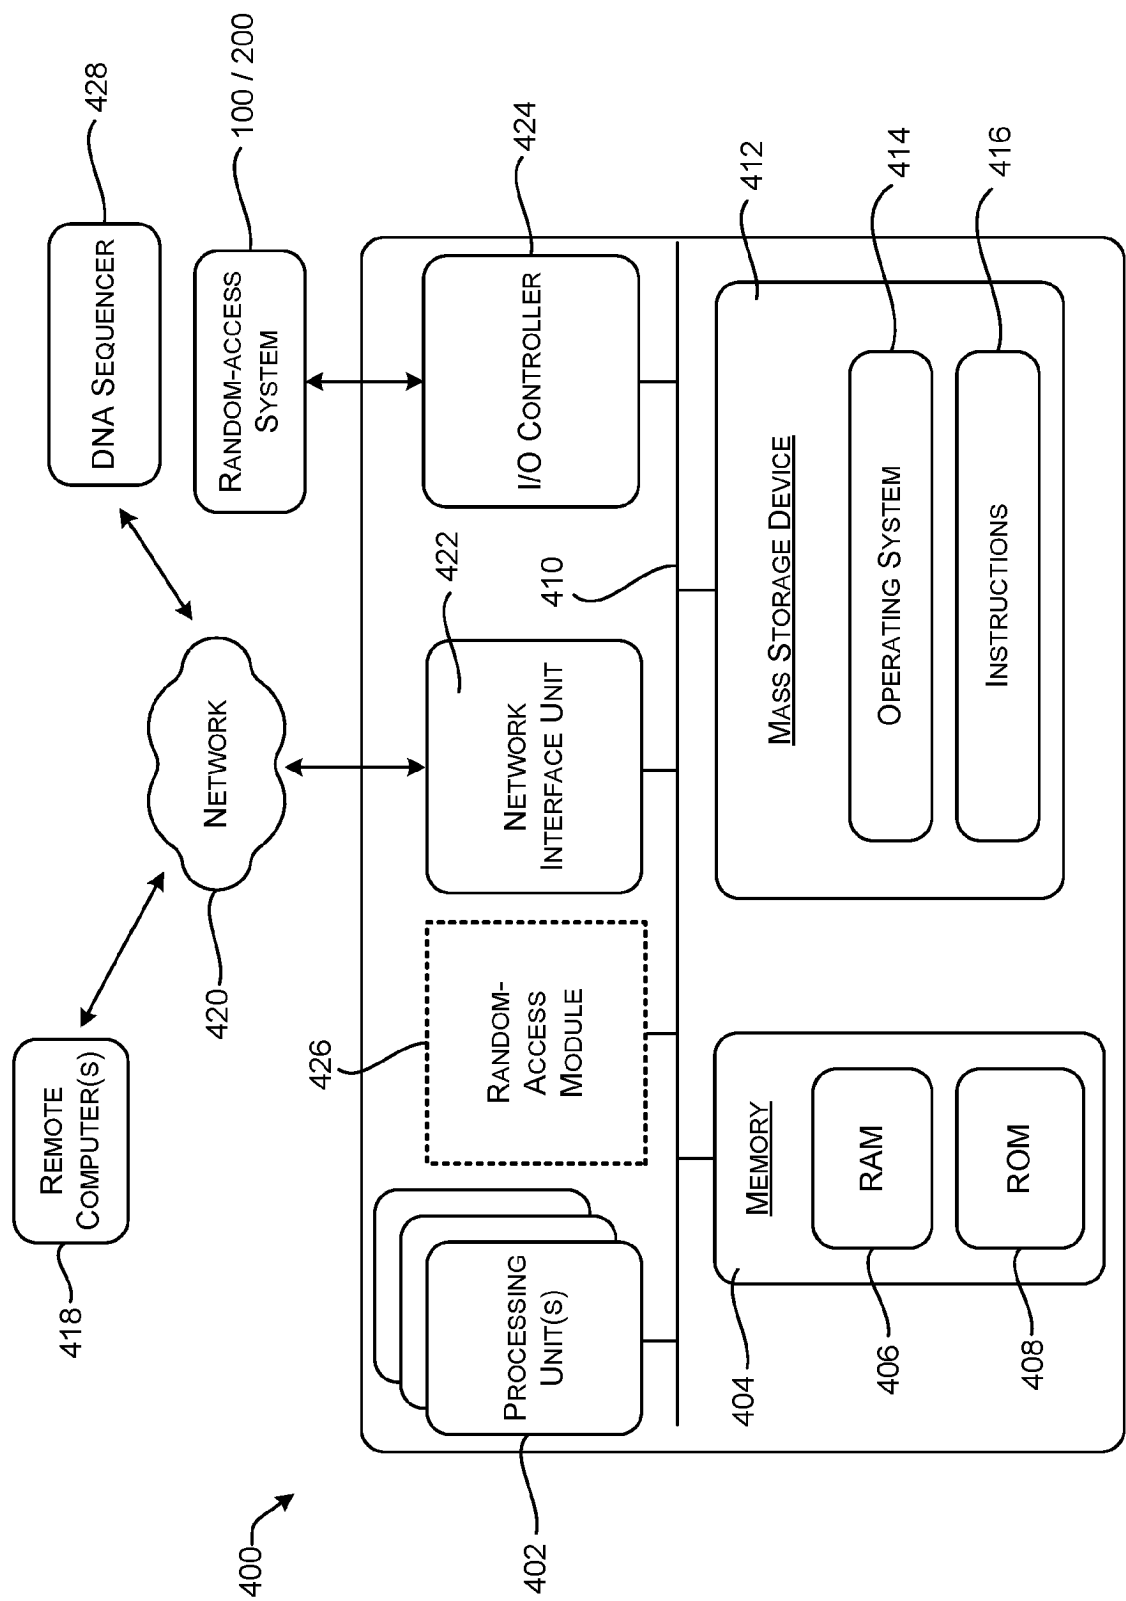 400
418
REMOTE
COMPUTER(S)
420
NETWORK
428
DNA SEQUENCER
100 / 200
RANDOM-ACCESS
SYSTEM
402
PROCESSING
UNIT(S)
426
RANDOM-
ACCESS
MODULE
422
NETWORK
INTERFACE UNIT
424
I/O CONTROLLER
410
404
MEMORY
406
RAM
408
ROM
412
MASS STORAGE DEVICE
414
OPERATING SYSTEM
416
INSTRUCTIONS